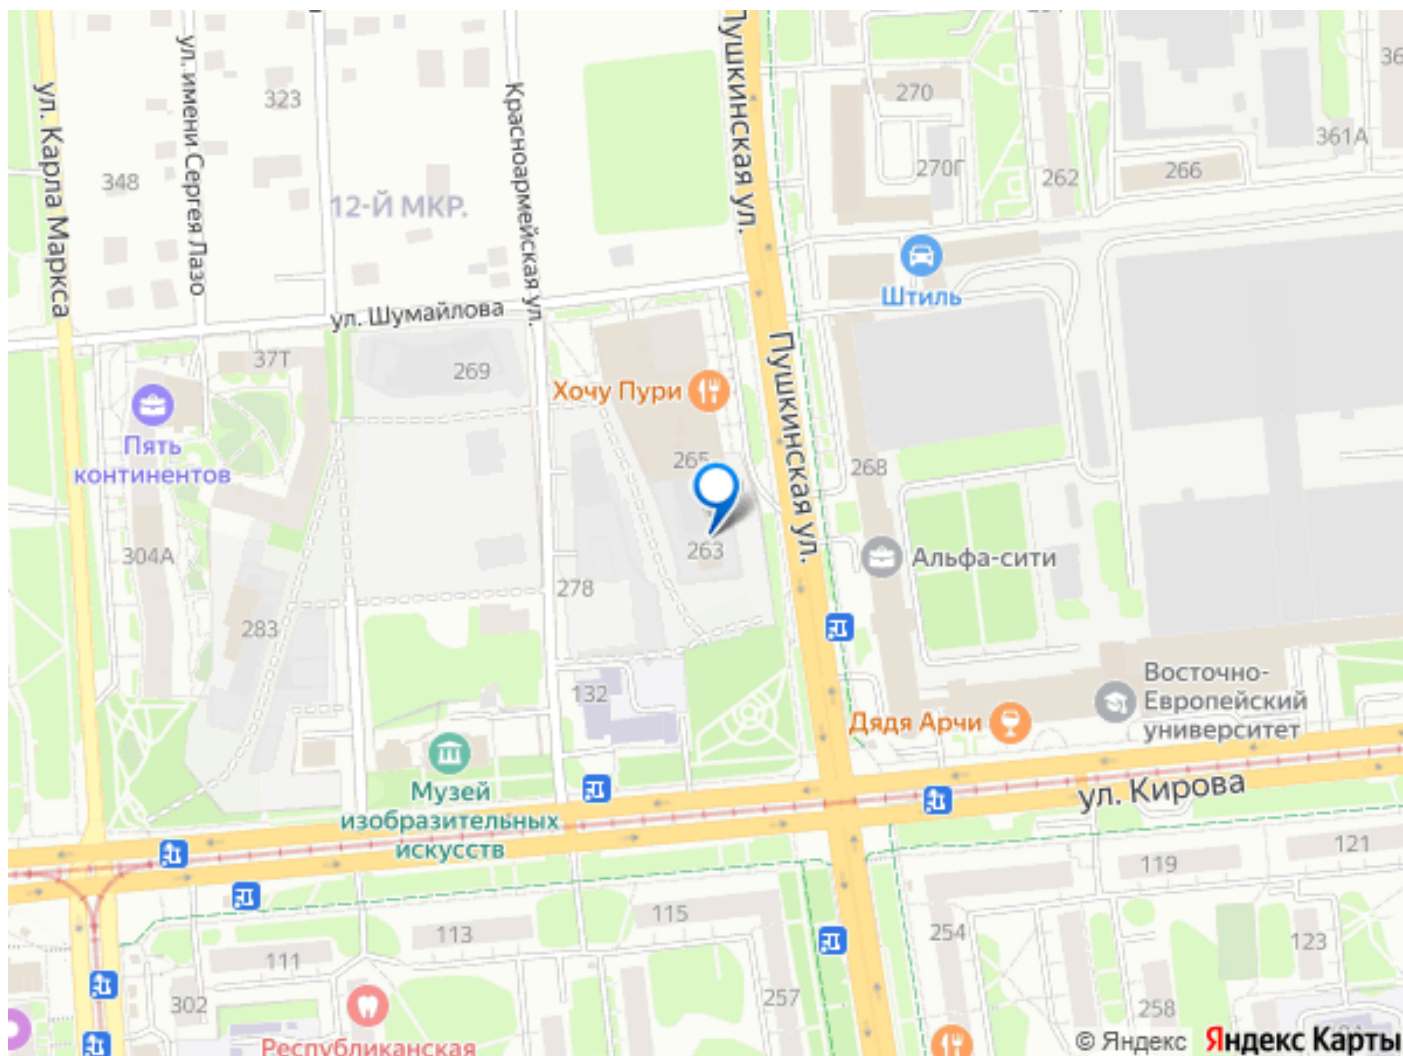 Пушкинская ул.
270
36
361А
ул. Карла Маркса
ул. имени Сергея Лазо
323
Красноармейская ул.
348
12-Й МКР.
270Г
262
266
Штиль
ул. Шумайлова
37Т
269
Хочу Пури
Пушкинская ул.
Пять
континентов
265
268
304А
263
Альфа-сити
278
283
132
Восточно-
Европейский
университет
Дядя Арчи
Музей
изобразительных
искусств
ул. Кирова
119
121
115
113
254
123
111
302
257
258
Республиканская
© Яндекс Яндекс Карты